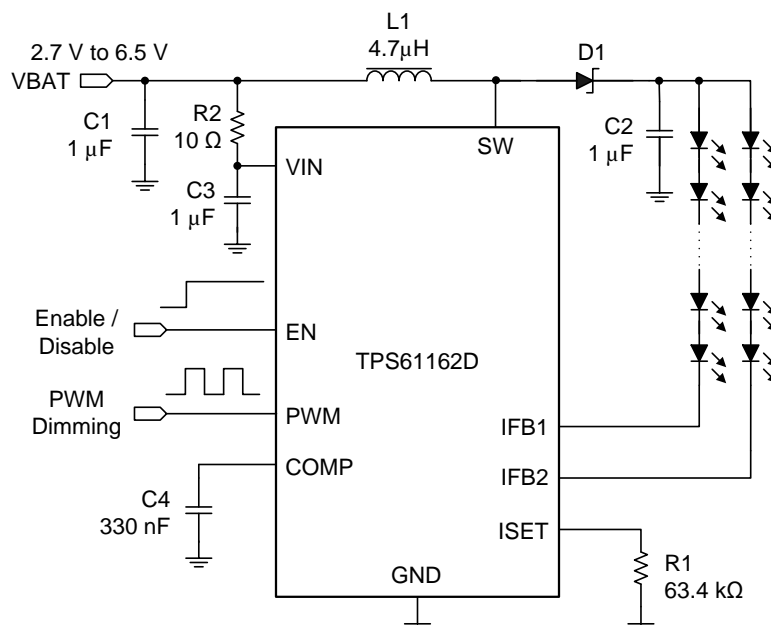 L1
4.7μH
2.7 V to 6.5 V
VBAT
D1
C1
1 μF
R2
10 Ω
SW
C2
1 μF
VIN
C3
1 μF
Enable /
Disable
EN
TPS61162D
PWM
Dimming
PWM
IFB1
COMP
IFB2
C4
330 nF
ISET
R1
63.4 kΩ
GND